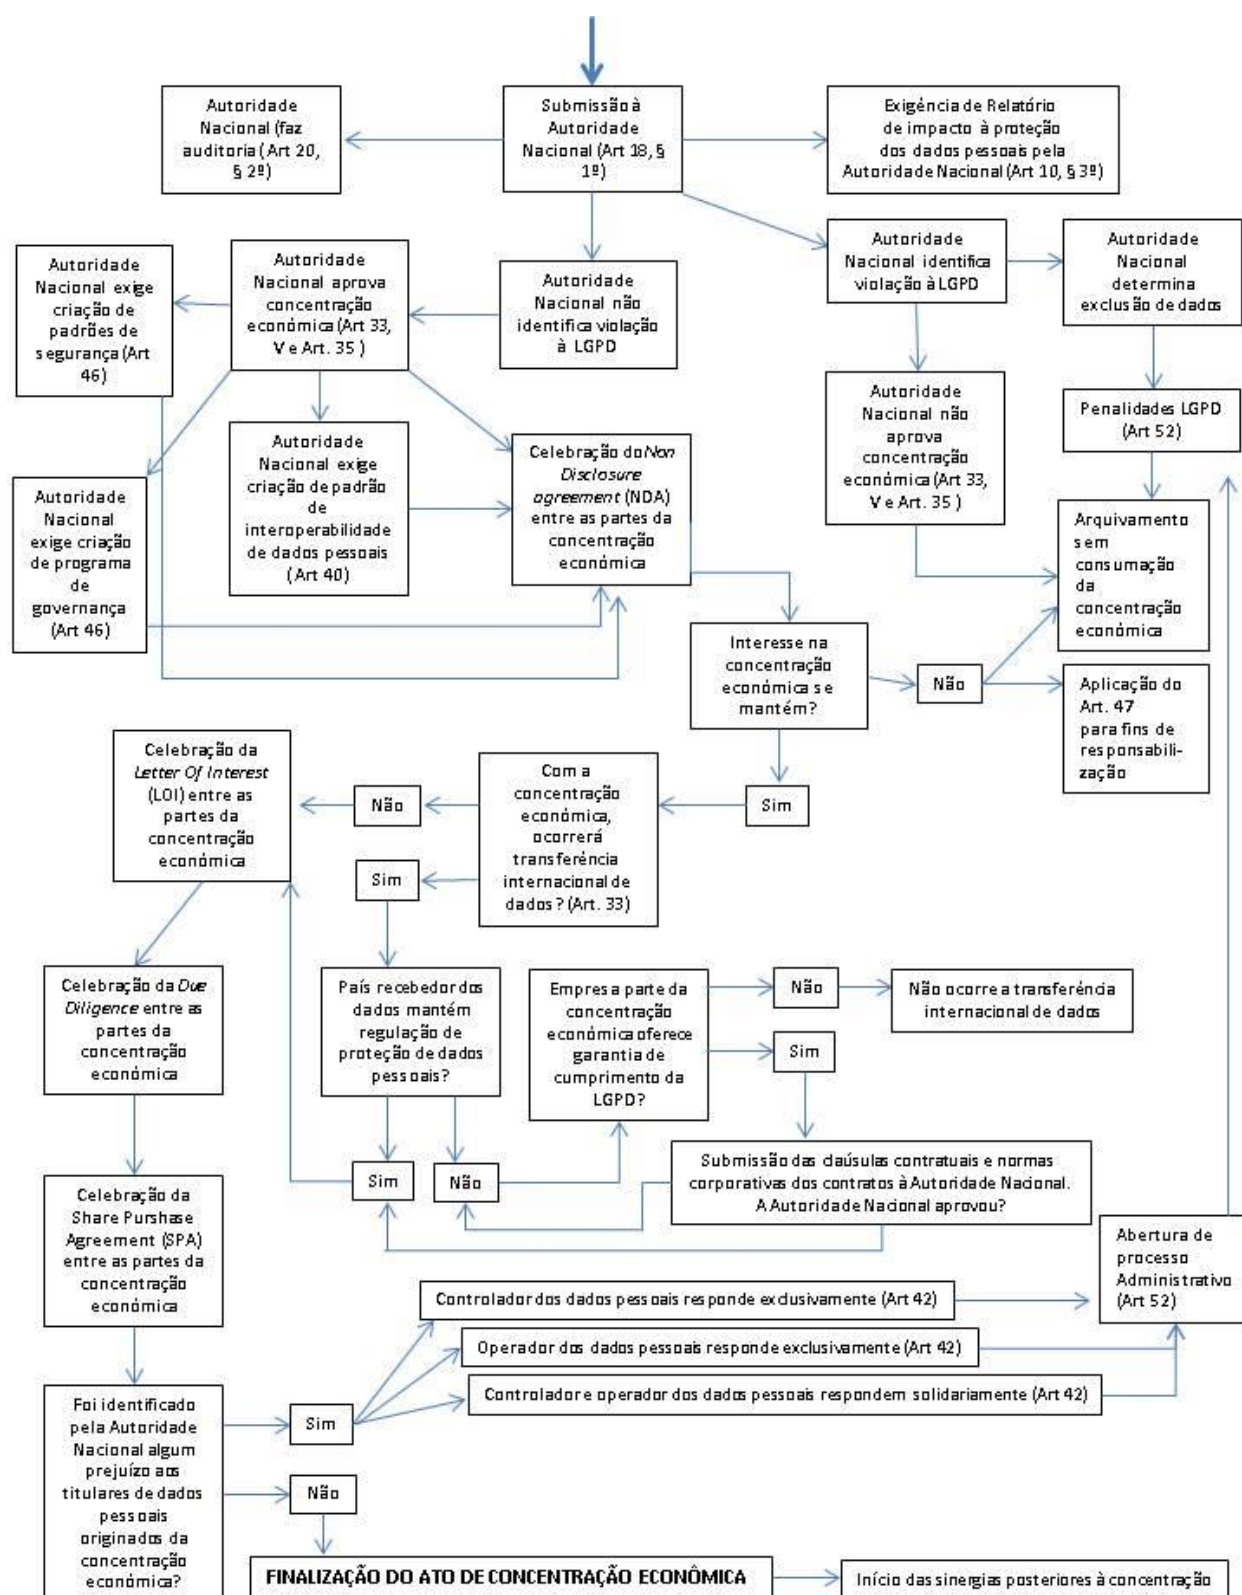 Autoridade
Nacional (faz
auditoria (Art 20,
§ 2º)
Submissão à
Autoridade
Nacional (Art 18, §
1º)
Exigência de Relatório
de impacto à proteção
dos dados pessoais pela
Autoridade Nacional (Art 10, § 3º)
Autoridade
Nacional exige
criação de
padrões de
segurança (Art
46)
Autoridade
Nacional aprova
concentração
econômica (Art 33,
V e Art. 35 )
Autoridade
Nacional não
identifica violação
à LGPD
Autoridade
Nacional identifica
violação à LGPD
Autoridade
Nacional
determina
exclusão de dados
Autoridade
Nacional não
aprova
concentração
econômica (Art 33,
V e Art. 35 )
Penalidades LGPD
(Art 52)
Autoridade
Nacional
exige criação
de programa
de
governança
(Art 46)
Autoridade
Nacional exige
criação de padrão
de
interoperabilidade
de dados pessoais
(Art 40)
Celebração do Non
Disclosure
agreement (NDA)
entre as partes da
concentração
econômica
Arquivamento
sem
consumação
da
concentração
econômica
Interesse na
concentração
econômica se
mantém?
Não
Aplicação do
Art. 47
para fins de
responsabili-
zação
Sim
Celebração da
Letter Of Interest
(LOI) entre as
partes da
concentração
econômica
Não
Com a
concentração
econômica,
ocorrerá
transferência
internacional de
dados? (Art. 33)
Sim
Celebração da Due
Diligence entre as
partes da
concentração
econômica
País recebedor dos
dados mantém
regulação de
proteção de dados
pessoais?
Empresa parte da
concentração
econômica oferece
garantia de
cumprimento da
LGPD?
Não
Não ocorre a transferência
internacional de dados
Sim
Sim
Não
Submissão das claúsulas contratuais e normas
corporativas dos contratos à Autoridade Nacional.
A Autoridade Nacional aprovou?
Celebração da
Share Purshase
Agreement (SPA)
entre as partes da
concentração
econômica
Abertura de
processo
Administrativo
(Art 52)
Controlador dos dados pessoais responde exclusivamente (Art 42)
Operador dos dados pessoais responde exclusivamente (Art 42)
Controlador e operador dos dados pessoais respondem solidariamente (Art 42)
Foi identificado
pela Autoridade
Nacional algum
prejuízo aos
titulares de dados
pessoais
originados da
concentração
econômica?
Sim
Não
FINALIZAÇÃO DO ATO DE CONCENTRAÇÃO ECONÔMICA
Início das sinergias posteriores à concentração